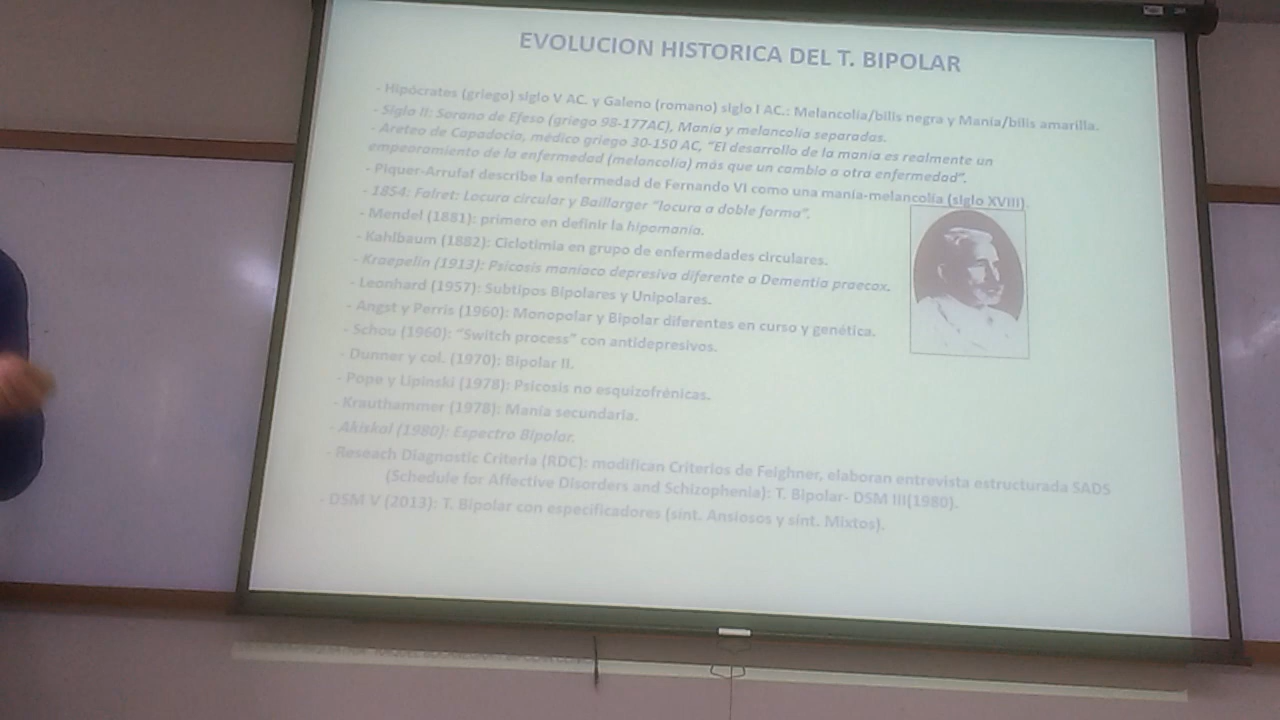 EVOLUCION HISTORICA DEL T. BIPOLAR
- Hipócrates (griego) siglo V AC. y Galeno (romano) siglo I AC.: Melancolía/bilis negra y Manía/bilis amarilla.
- Siglo II: Sorano de Efeso (griego 98-177AC), Manía y melancolía separadas.
- Areteo de Capadocia, médico griego 30-150 AC, "El desarrollo de la manía es realmente un
empeoramiento de la enfermedad (melancolía) más que un cambio a otra enfermedad".
- Piquer-Arrufat describe la enfermedad de Fernando VI como una manía-melancolía (siglo XVIII).
- 1854: Falret: Locura circular y Baillarger "locura a doble forma".
- Mendel (1881): primero en definir la hipomanía.
- Kahlbaum (1882): Ciclotimia en grupo de enfermedades circulares.
- Kraepelin (1913): Psicosis maníaco depresiva diferente a Dementia praecox.
- Leonhard (1957): Subtipos Bipolares y Unipolares.
- Angst y Perris (1960): Monopolar y Bipolar diferentes en curso y genética.
- Schou (1960): "Switch process" con antidepresivos.
- Dunner y col. (1970): Bipolar II.
- Pope y Lipinski (1978): Psicosis no esquizofrénicas.
- Krauthammer (1978): Manía secundaria.
- Akiskal (1980): Espectro Bipolar.
- Reseach Diagnostic Criteria (RDC): modifican Criterios de Feighner, elaboran entrevista estructurada SADS
(Schedule for Affective Disorders and Schizophenia): T. Bipolar- DSM III(1980).
- DSM V (2013): T. Bipolar con especificadores (sint. Ansiosos y sint. Mixtos).